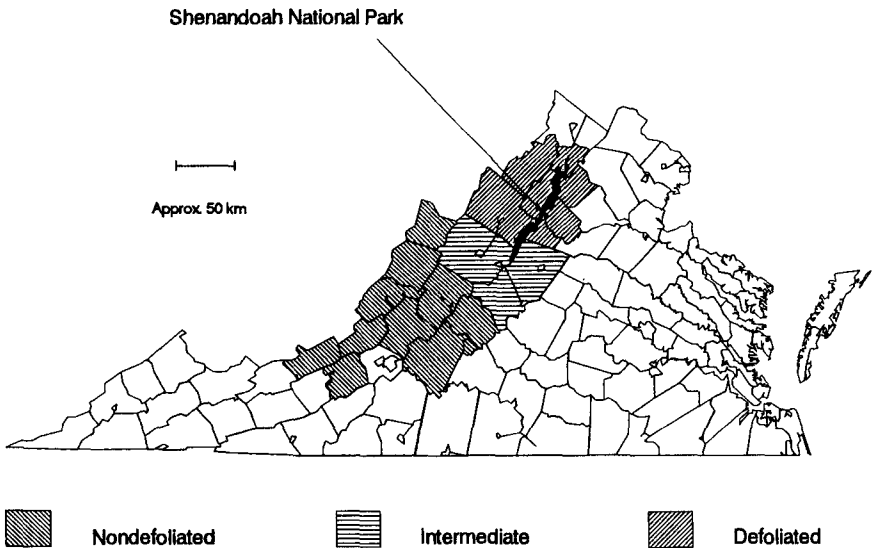 Shenandoah National Park
Approx. 50 km
Nondefoliated
Intermediate
Defoliated